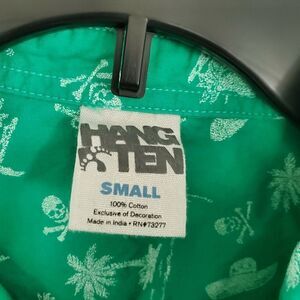 HANG
TEN
SMALL
100% Cotton
Exclusive of Decoration
Made in India • RN#73277